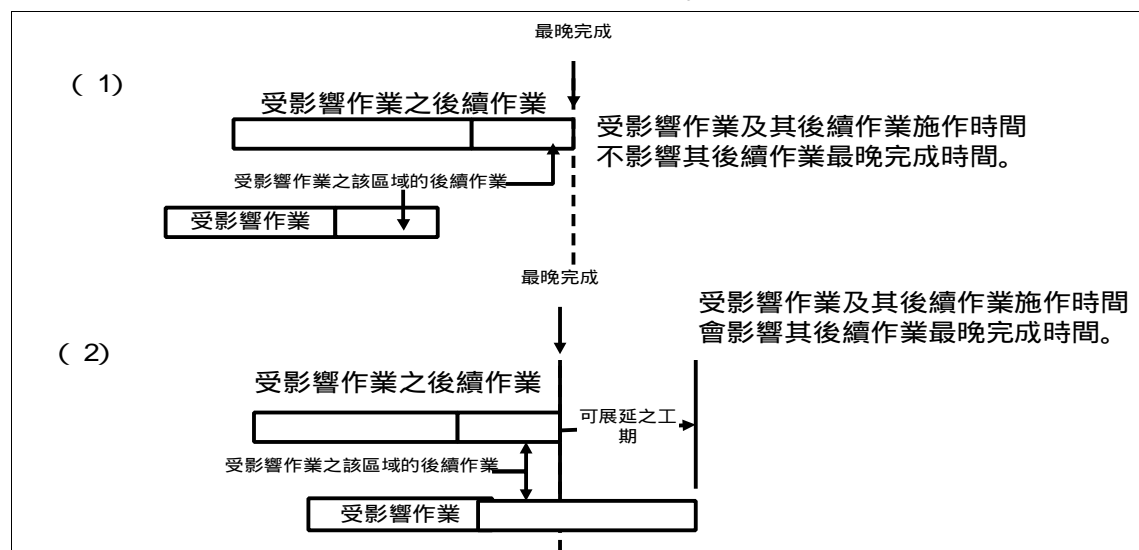 最晚完成
( 1)
受影響作業之後續作業
受影響作業及其後續作業施作時間
不影響其後續作業最晚完成時間。
受影響作業之該區域的後續作業
受影響作業
最晚完成
受影響作業及其後續作業施作時間
會影響其後續作業最晚完成時間。
( 2)
受影響作業之後續作業
可展延之工
期
受影響作業之該區域的後續作業
受影響作業